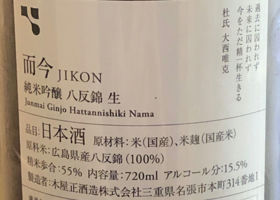 過去に囚われず
未来に囚われず
今をただ精一杯生きる
杜氏 大西唯克
而今 JIKON
純米吟醸 八反錦 生
Junmai Ginjo Hattannishiki Nama
品目:日本酒 原材料:米(国産)、米麹(国産米)
原料米:広島県産八反錦(100%)
精米歩合:55% 内容量:720ml アルコール分:15.5%
製造者:木屋正酒造株式会社三重県名張市本町314番地1